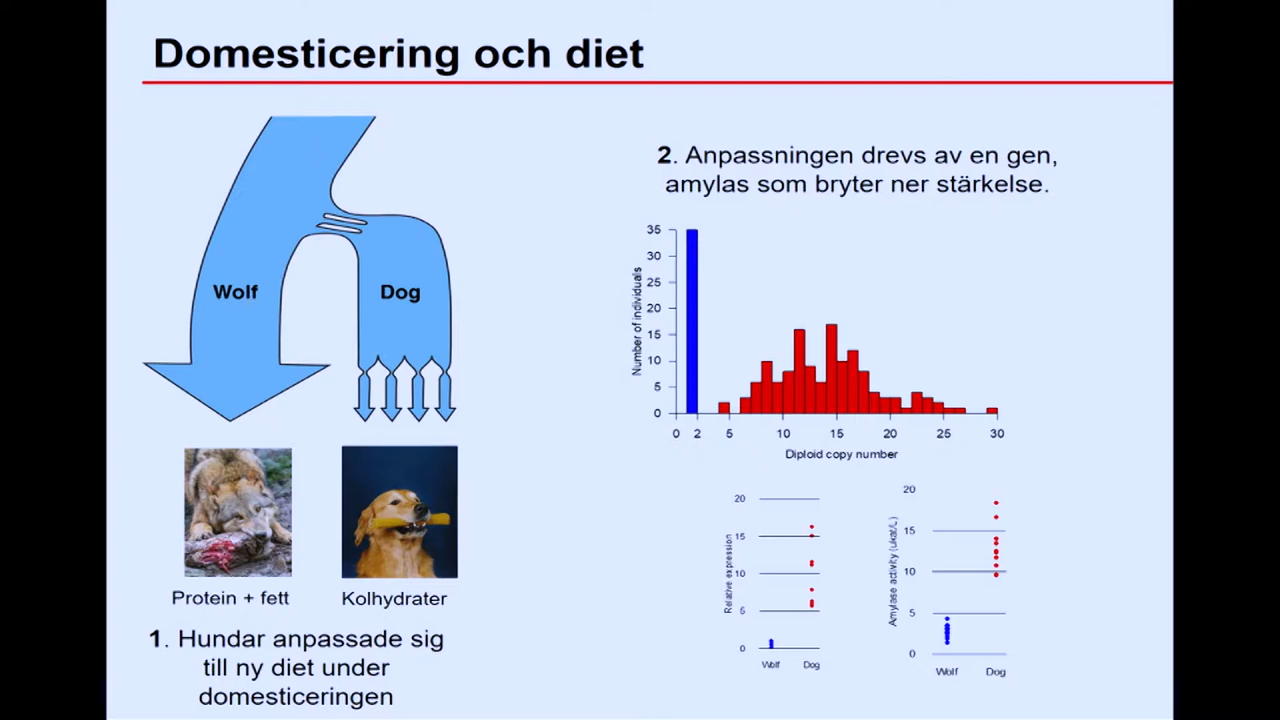 Domesticering och diet
Wolf
Dog
Protein + fett
Kolhydrater
1. Hundar anpassade sig
till ny diet under
domesticeringen
2. Anpassningen drevs av en gen,
amylas som bryter ner stärkelse.
Number of individuals
35
30
25
20
15
10
5
0
0 2 5 10 15 20 25 30
Diploid copy number
Relative expression
20
15
10
5
0
Wolf Dog
Amylase activity (ukat/L)
20
15
10
5
0
Wolf Dog